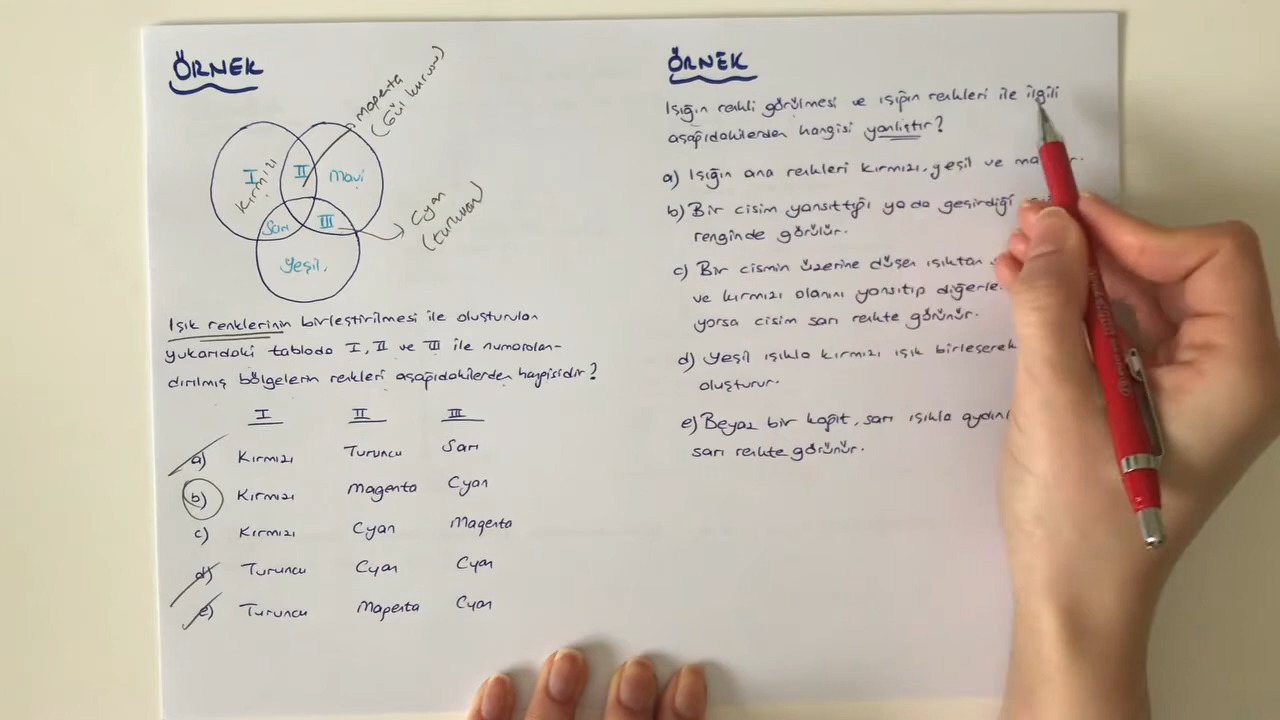 ÖRNEK
magenta
(Gül kurusu)
I
II
mavi
Kırmızı
Sarı
III
Cyan
(turkuaz)
yeşil
Işık renklerinin birleştirilmesi ile oluşturulan
yukarıdaki tabloda I, II ve III ile numaralan-
dırılmış bölgelerin renkleri aşağıdakilerden hangisidir?
I II III
a) Kırmızı Turuncu Sarı
b) Kırmızı Magenta Cyan
c) Kırmızı Cyan Magenta
d) Turuncu Cyan Cyan
e) Turuncu Magenta Cyan
ÖRNEK
Işığın renkli görülmesi ve ışığın renkleri ile ilgili
aşağıdakilerden hangisi yanlıştır?
a) Işığın ana renkleri kırmızı, yeşil ve
b) Bir cisim yansıttığı ya da geçirdiği
renginde görülür.
c) Bir cismin üzerine düşen ışıktan
ve kırmızı olanını yansıtıp
yorsa cisim sarı renkte görünür.
d) Yeşil ışıkla kırmızı ışık birleşerek
oluşturur.
e) Beyaz bir kağıt, sarı ışıkla
sarı renkte görünür.